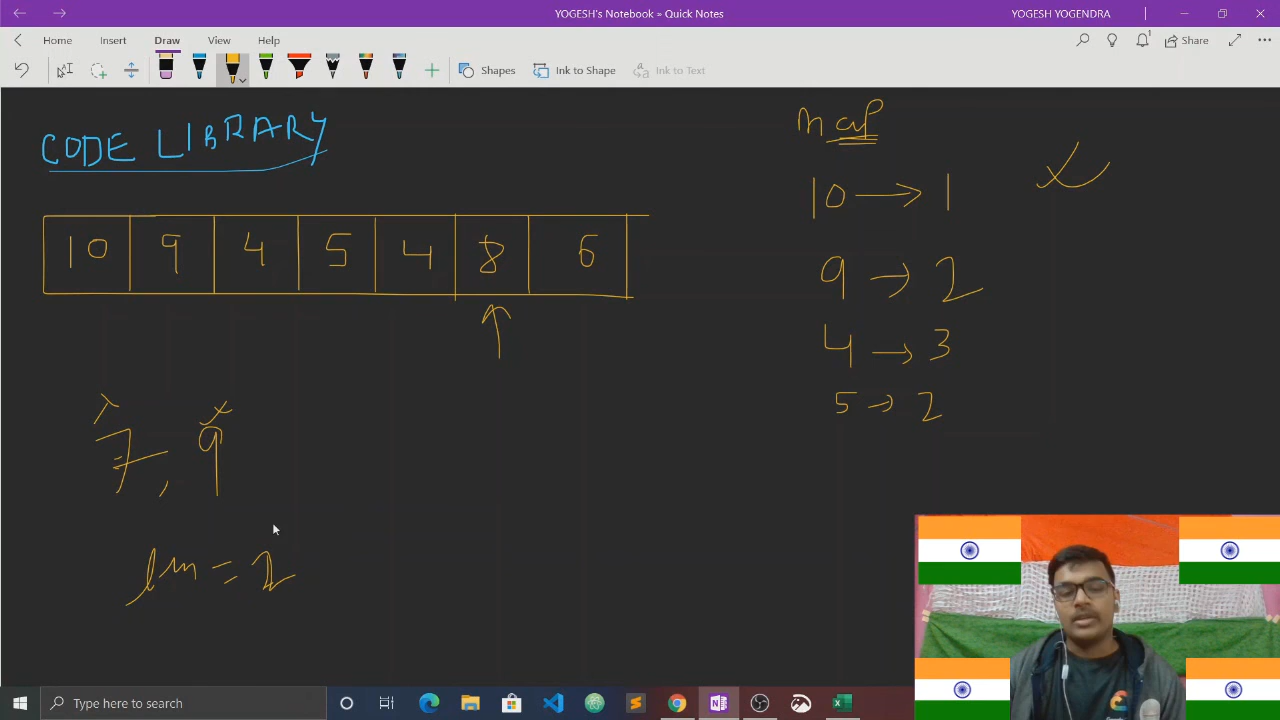 YOGESH's Notebook » Quick Notes
YOGESH YOGENDRA
Home Insert Draw View Help
Share
Shapes
Ink to Shape
Ink to Text
CODE LIBRARY
10 9 4 5 4 8 6
Map
10 → 1
9 → 2
4 → 3
5 → 2
7, 9
len = 2
Type here to search